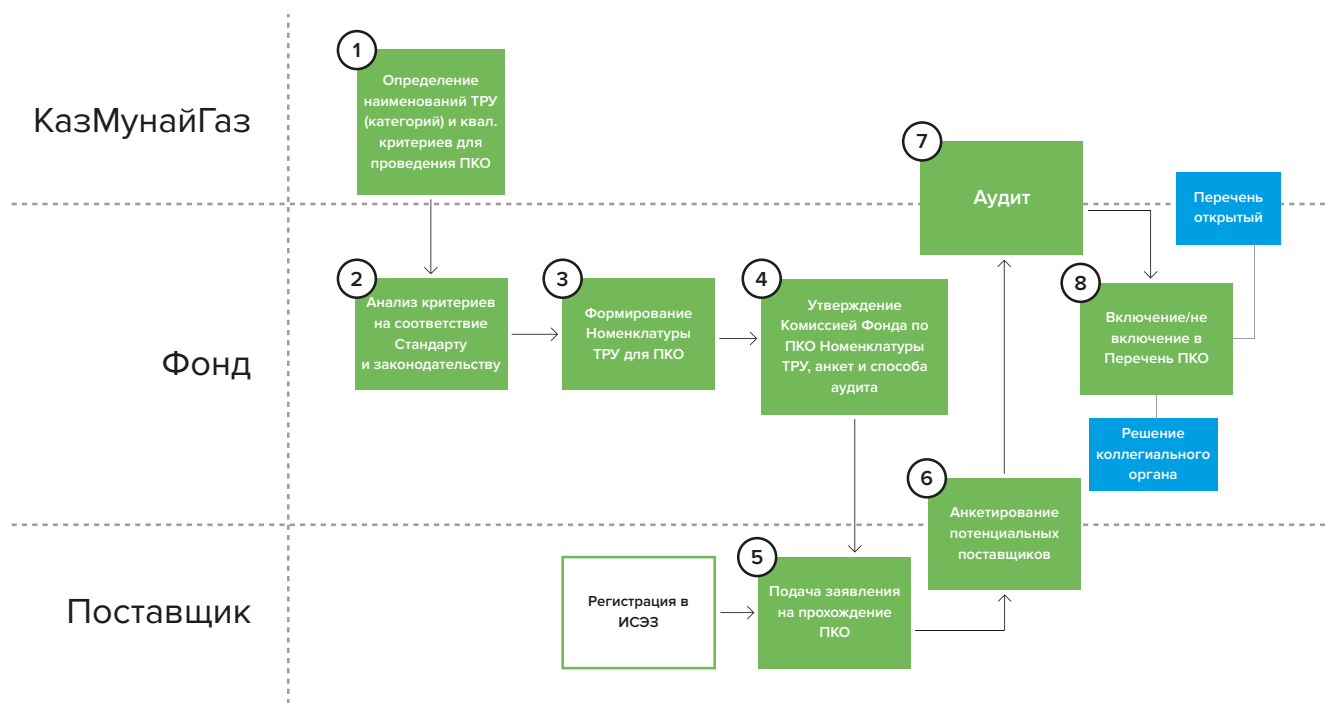 КазМунайГаз
1
Определение
наименований ТРУ
(категорий) и квал.
критериев для
проведения ПКО
7
Аудит
Перечень
открытый
Фонд
2
Анализ критериев
на соответствие
Стандарту
и законодательству
3
Формирование
Номенклатуры
ТРУ для ПКО
4
Утверждение
Комиссией Фонда по
ПКО Номенклатуры
ТРУ, анкет и способа
аудита
8
Включение/не
включение в
Перечень ПКО
Решение
коллегиального
органа
6
Анкетирование
потенциальных
поставщиков
Поставщик
Регистрация в
ИСЭЗ
5
Подача заявления
на прохождение
ПКО